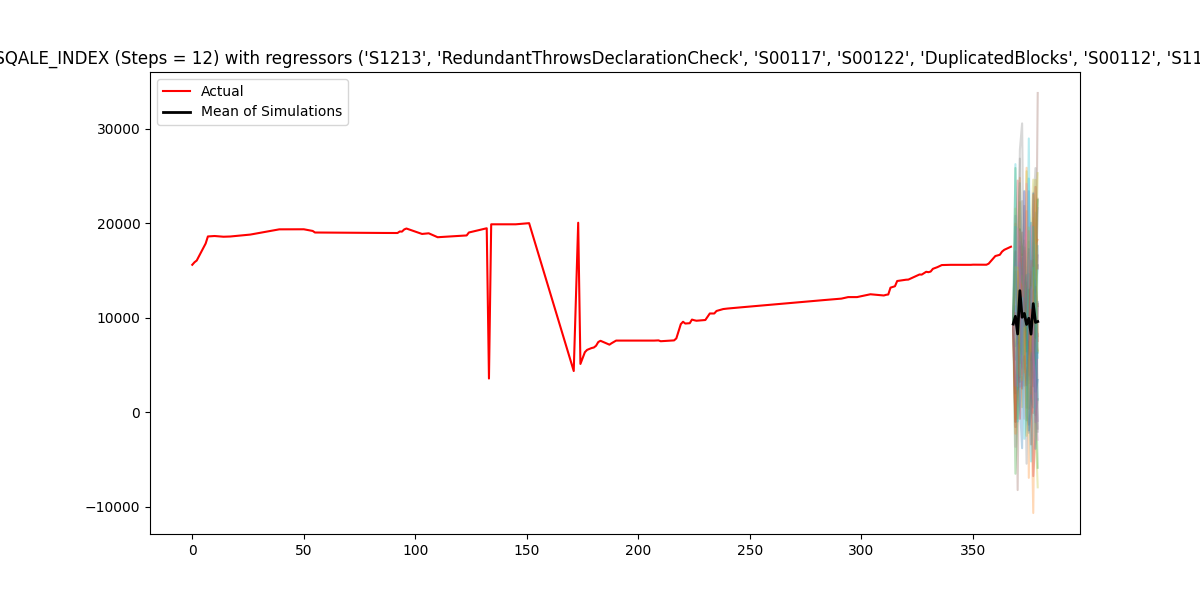 SQALE_INDEX (Steps = 12) with regressors ('S1213', 'RedundantThrowsDeclarationCheck', 'S00117', 'S00122', 'DuplicatedBlocks', 'S00112', 'S11
Actual
Mean of Simulations
30000
20000
10000
0
−10000
0 50 100 150 200 250 300 350